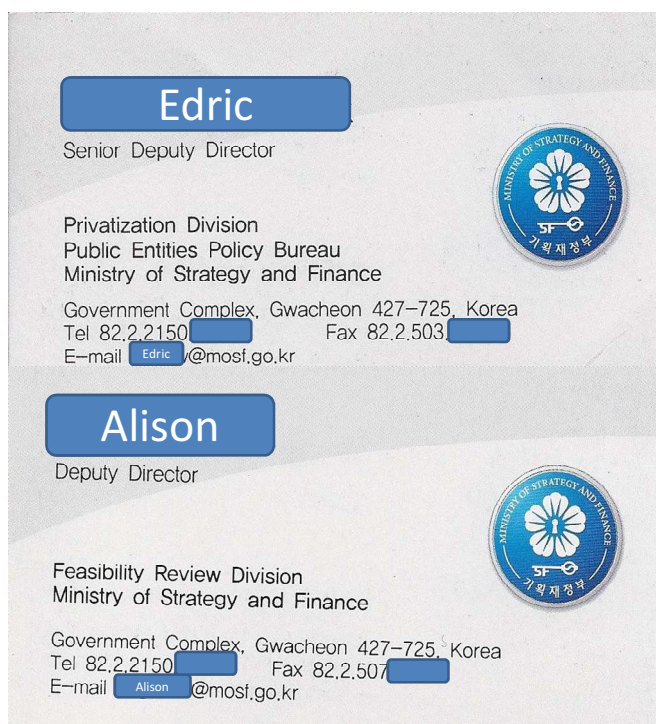 Edric
Senior Deputy Director
MINISTRY OF STRATEGY AND FINANCE
SF
기획재정부
Privatization Division
Public Entities Policy Bureau
Ministry of Strategy and Finance
Government Complex, Gwacheon 427-725, Korea
Tel 82.2.2150 Fax 82.2.503.
E-mail Edric @mosf.go.kr
Alison
Deputy Director
MINISTRY OF STRATEGY AND FINANCE
SF
기획재정부
Feasibility Review Division
Ministry of Strategy and Finance
Government Complex, Gwacheon 427-725, Korea
Tel 82.2.2150 Fax 82.2.507
E-mail Alison @mosf.go.kr